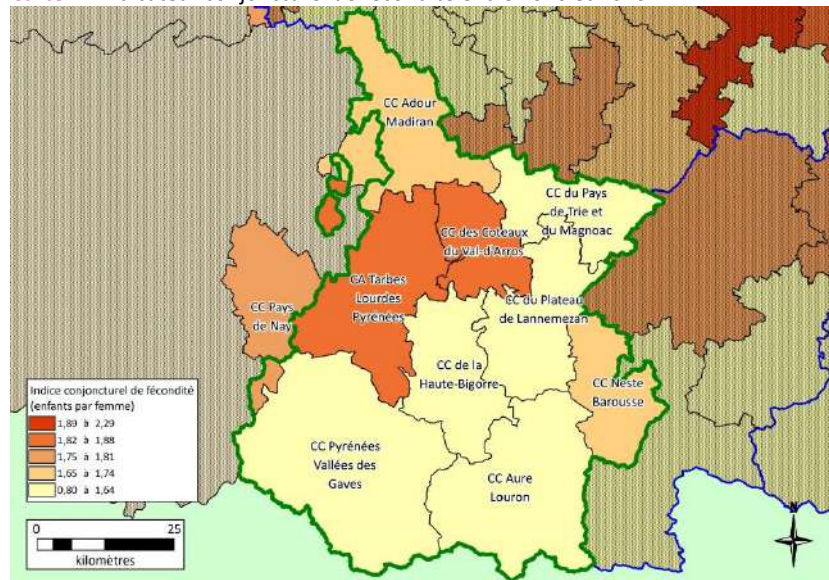 CC Adour
Madiran
CC du Pays
de Trie et
du Magnoac
CC des Coteaux
du Val-d'Arros
CA Tarbes
Lourdes
Pyrénées
CC Pays
de Nay
CC du Plateau
de Lannemezan
CC de la
Haute-Bigorre
CC Neste
Barousse
CC Pyrénées
Vallées des
Gaves
CC Aure
Louron
Indice conjoncturel de fécondité
(enfants par femme)
1,89 à 2,29
1,82 à 1,88
1,75 à 1,81
1,65 à 1,74
0,80 à 1,64
0 25
kilomètres
N